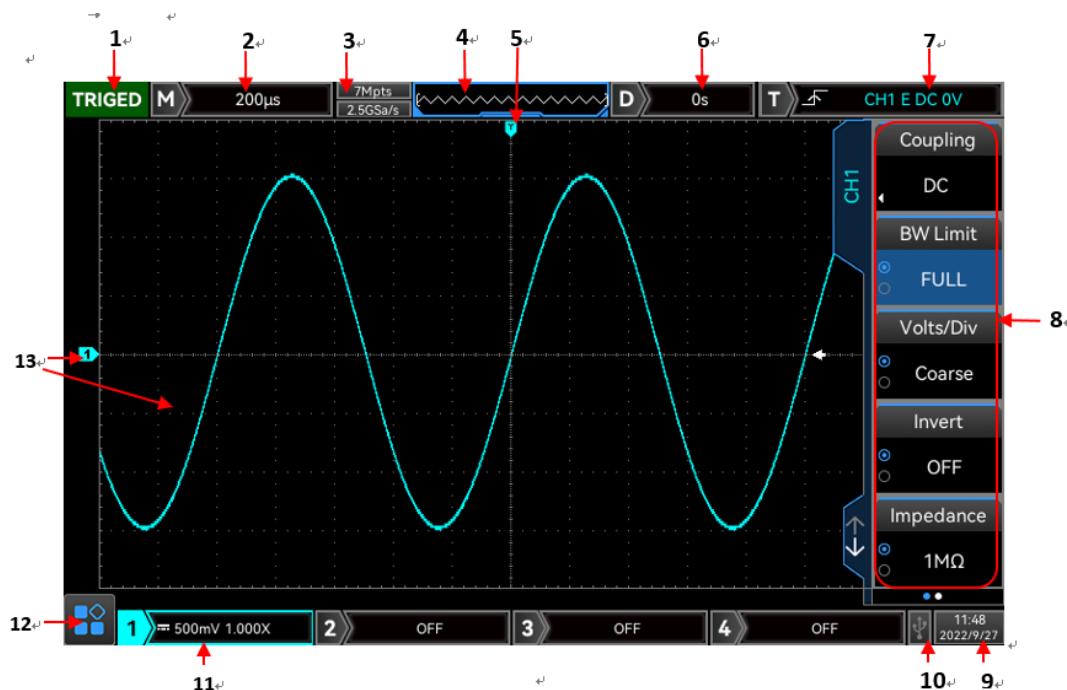 1 2 3 4 5 6 7
TRIGED M 200μs 7Mpts D 0s T CH1 E DC 0V
2.5GSa/s
T
Coupling
CH1
DC
BW Limit
FULL
8
Volts/Div
13 1
Coarse
Invert
OFF
Impedance
1MΩ
12 1 500mV 1.000X 2 OFF 3 OFF 4 OFF 11:48
2022/9/27
11 10 9